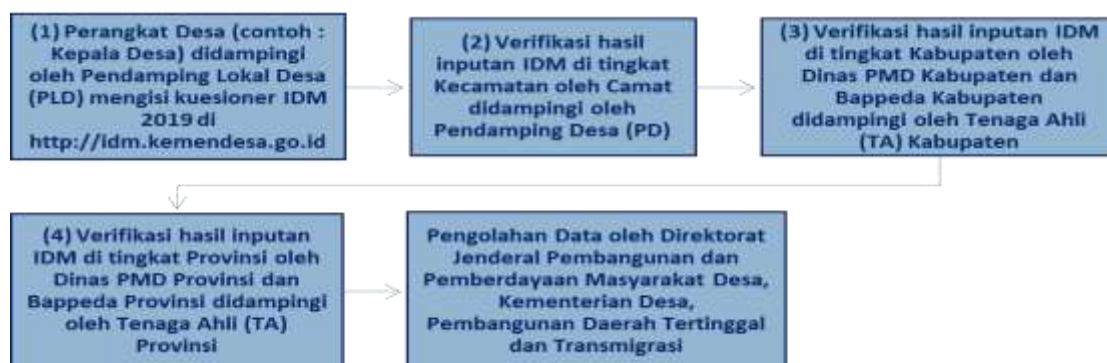 (1) Perangkat Desa (contoh :
Kepala Desa) didampingi
oleh Pendamping Lokal Desa
(PLD) mengisi kuesioner IDM
2019 di
http://idm.kemendesa.go.id
(2) Verifikasi hasil
inputan IDM di tingkat
Kecamatan oleh Camat
didampingi oleh
Pendamping Desa (PD)
(3) Verifikasi hasil inputan IDM
di tingkat Kabupaten oleh
Dinas PMD Kabupaten dan
Bappeda Kabupaten
didampingi oleh Tenaga Ahli
(TA) Kabupaten
(4) Verifikasi hasil inputan
IDM di tingkat Provinsi oleh
Dinas PMD Provinsi dan
Bappeda Provinsi didampingi
oleh Tenaga Ahli (TA)
Provinsi
Pengolahan Data oleh Direktorat
Jenderal Pembangunan dan
Pemberdayaan Masyarakat Desa,
Kementerian Desa,
Pembangunan Daerah Tertinggal
dan Transmigrasi